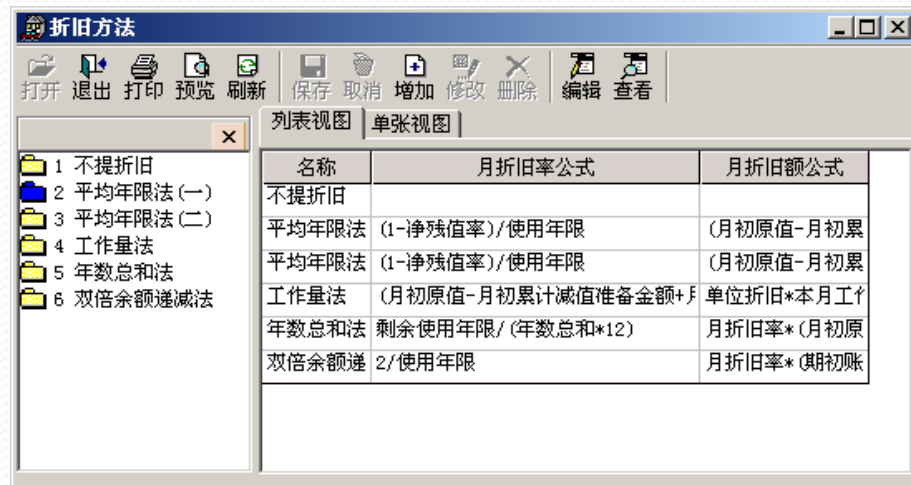 折旧方法
打开 退出 打印 预览 刷新 保存 取消 增加 修改 删除 编辑 查看
列表视图 单张视图
1 不提折旧
2 平均年限法(一)
3 平均年限法(二)
4 工作量法
5 年数总和法
6 双倍余额递减法
名称 月折旧率公式 月折旧额公式
不提折旧
平均年限法 (1-净残值率)/使用年限 (月初原值-月初累
平均年限法 (1-净残值率)/使用年限 (月初原值-月初累
工作量法 (月初原值-月初累计减值准备金额+ 单位折旧*本月工
年数总和法 剩余使用年限/(年数总和*12) 月折旧率*(月初原
双倍余额递 2/使用年限 月折旧率*(期初账